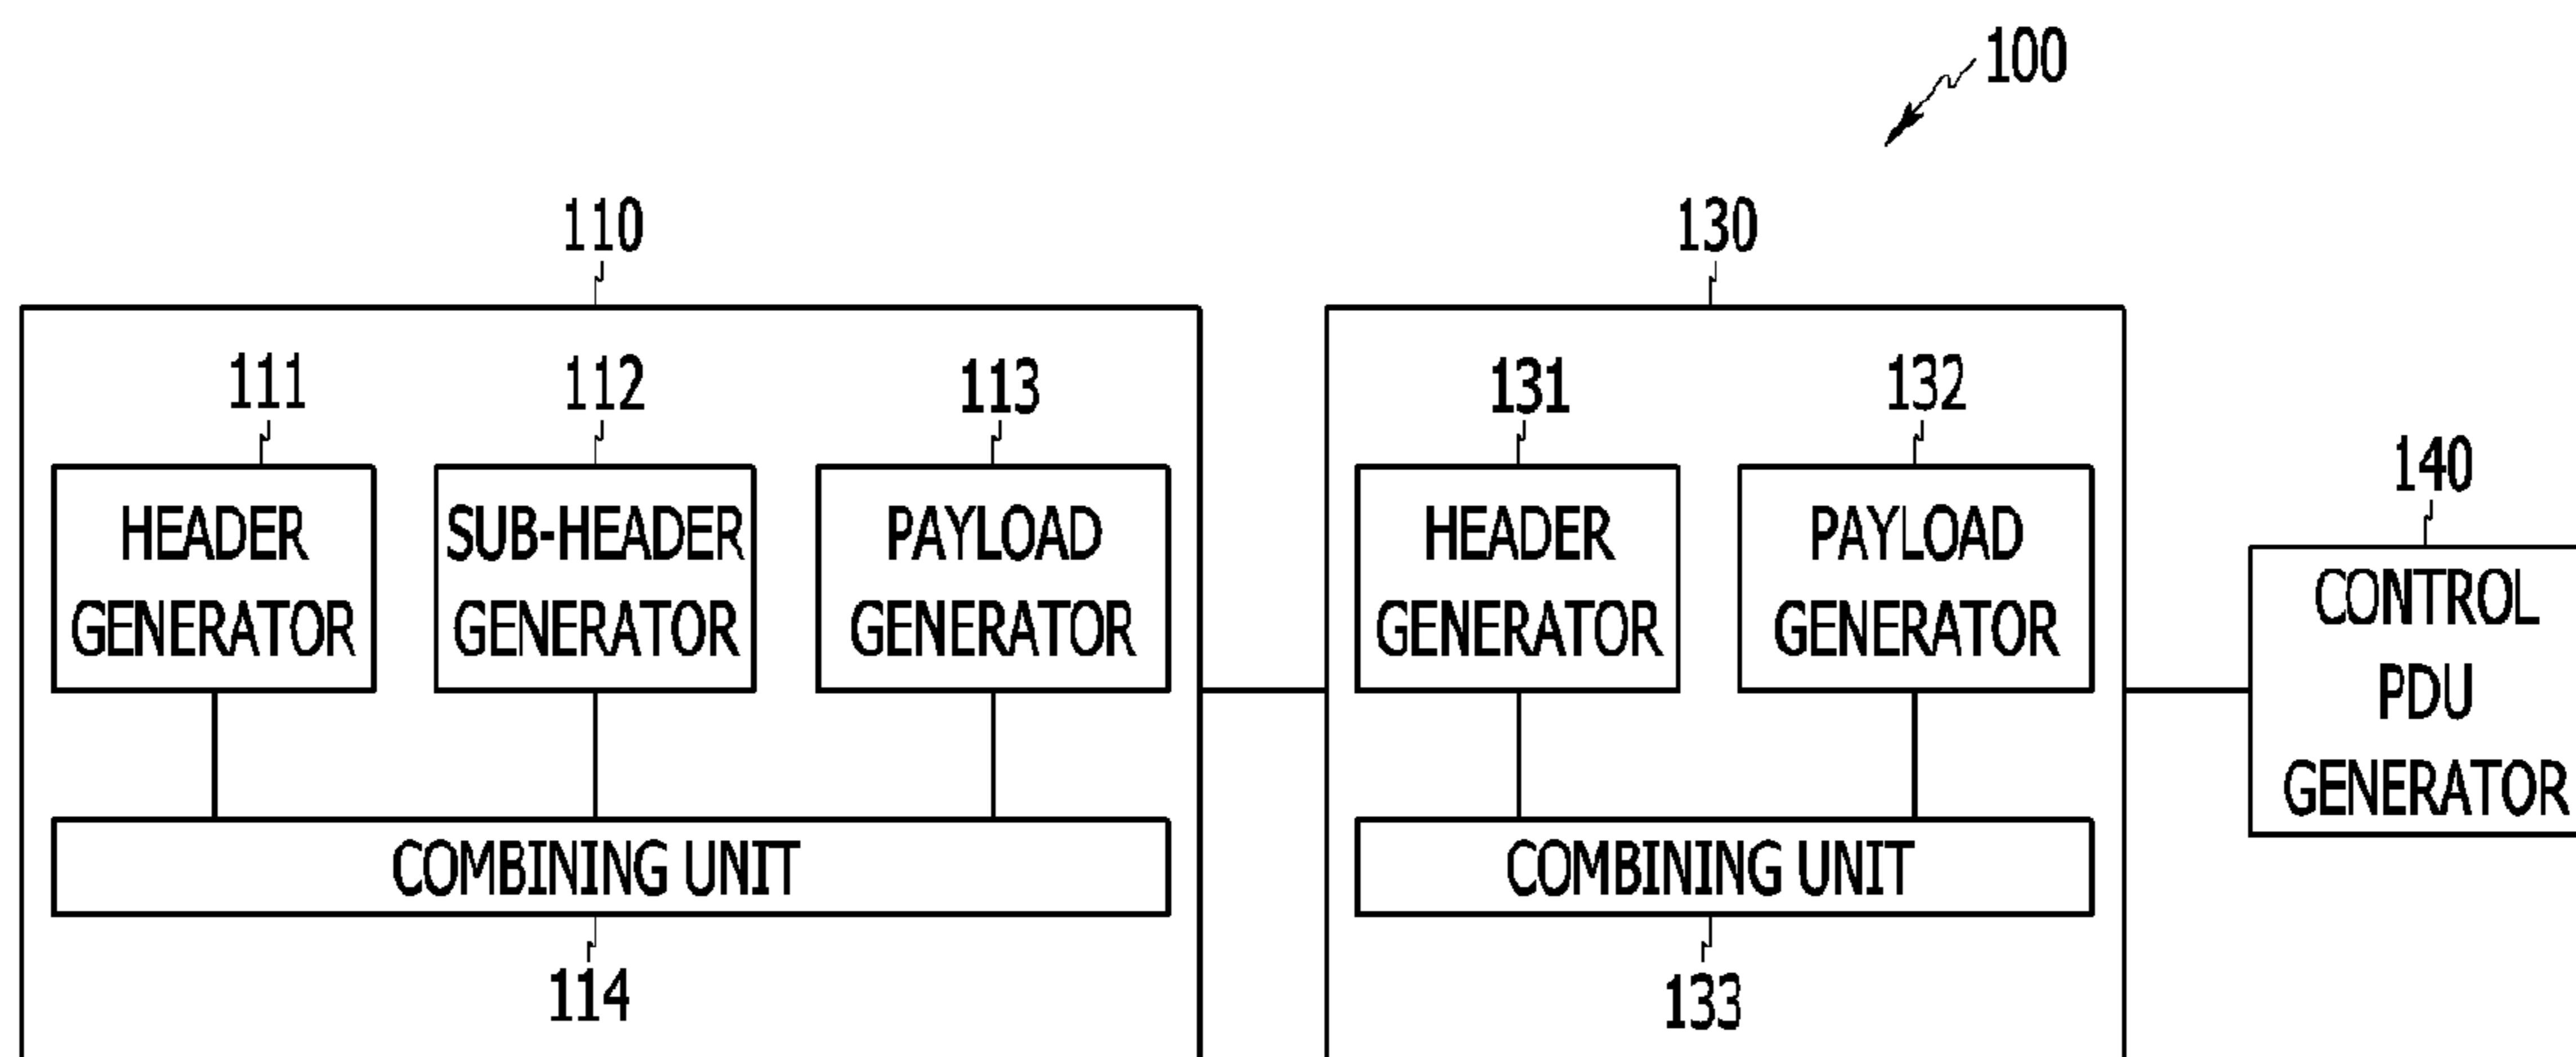 100
110
130
111
112
113
131
132
140
HEADER
GENERATOR
SUB-HEADER
GENERATOR
PAYLOAD
GENERATOR
HEADER
GENERATOR
PAYLOAD
GENERATOR
CONTROL
PDU
GENERATOR
COMBINING UNIT
COMBINING UNIT
114
133